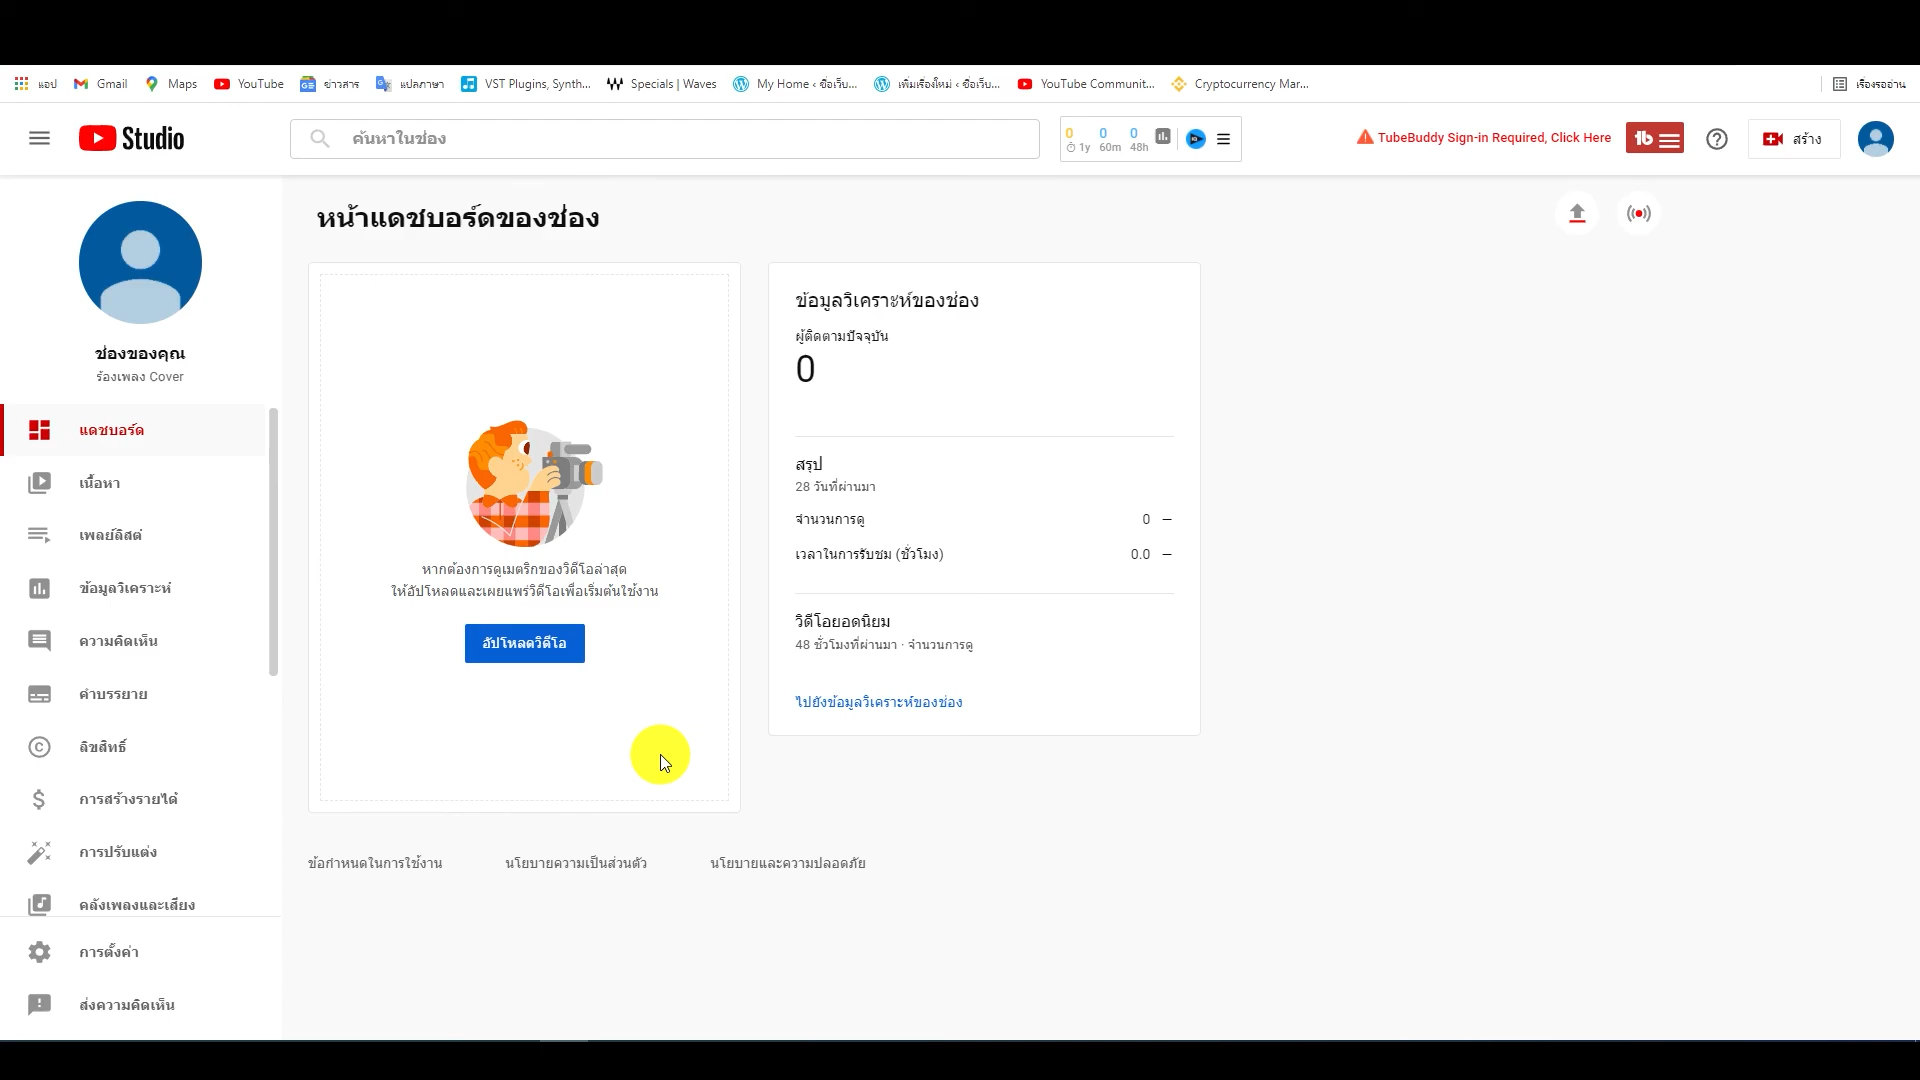 แอป Gmail Maps YouTube ข่าวสาร แปลภาษา VST Plugins, Synth... Specials | Waves My Home ‹ ชื่อเว็บ... เพิ่มเรื่องใหม่ ‹ ชื่อเว็บ... YouTube Communit... Cryptocurrency Mar... เรื่องรออ่าน
Studio
ค้นหาในช่อง
0 0 0
1y 60m 48h
TubeBuddy Sign-in Required, Click Here
tb
สร้าง
หน้าแดชบอร์ดของช่อง
ช่องของคุณ
ร้องเพลง Cover
แดชบอร์ด
เนื้อหา
เพลย์ลิสต์
ข้อมูลวิเคราะห์
ความคิดเห็น
คำบรรยาย
ลิขสิทธิ์
การสร้างรายได้
การปรับแต่ง
คลังเพลงและเสียง
การตั้งค่า
ส่งความคิดเห็น
หากต้องการดูเมตริกของวิดีโอล่าสุด
ให้อัปโหลดและเผยแพร่วิดีโอเพื่อเริ่มต้นใช้งาน
อัปโหลดวิดีโอ
ข้อมูลวิเคราะห์ของช่อง
ผู้ติดตามปัจจุบัน
0
สรุป
28 วันที่ผ่านมา
จำนวนการดู 0 —
เวลาในการรับชม (ชั่วโมง) 0.0 —
วิดีโอยอดนิยม
48 ชั่วโมงที่ผ่านมา · จำนวนการดู
ไปยังข้อมูลวิเคราะห์ของช่อง
ข้อกำหนดในการใช้งาน นโยบายความเป็นส่วนตัว นโยบายและความปลอดภัย